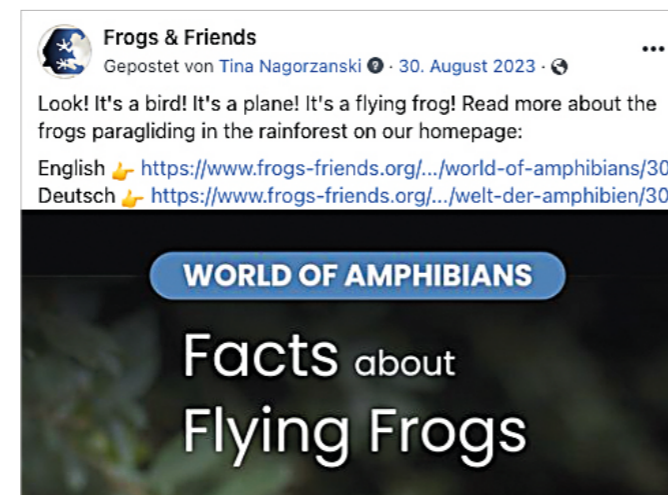 Frogs & Friends
Gepostet von Tina Nagorzanski · 30. August 2023 ·
Look! It's a bird! It's a plane! It's a flying frog! Read more about the
frogs paragliding in the rainforest on our homepage:
English 👉 https://www.frogs-friends.org/.../world-of-amphibians/30
Deutsch 👉 https://www.frogs-friends.org/.../welt-der-amphibien/30
WORLD OF AMPHIBIANS
Facts about
Flying Frogs